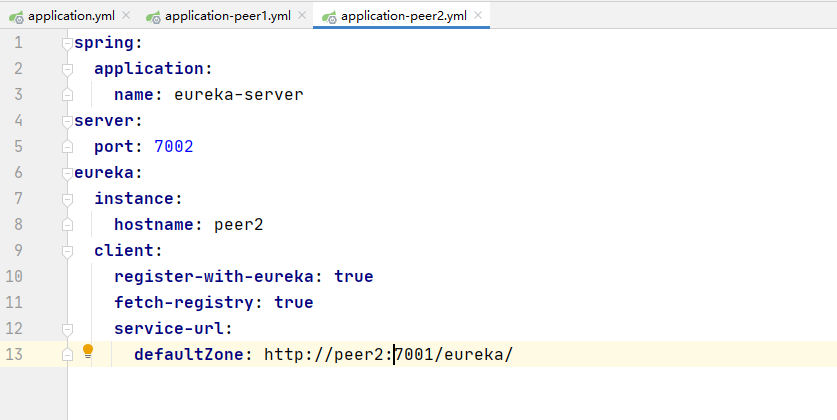 application.yml application-peer1.yml application-peer2.yml
1 spring:
2 application:
3 name: eureka-server
4 server:
5 port: 7002
6 eureka:
7 instance:
8 hostname: peer2
9 client:
10 register-with-eureka: true
11 fetch-registry: true
12 service-url:
13 defaultZone: http://peer2:7001/eureka/